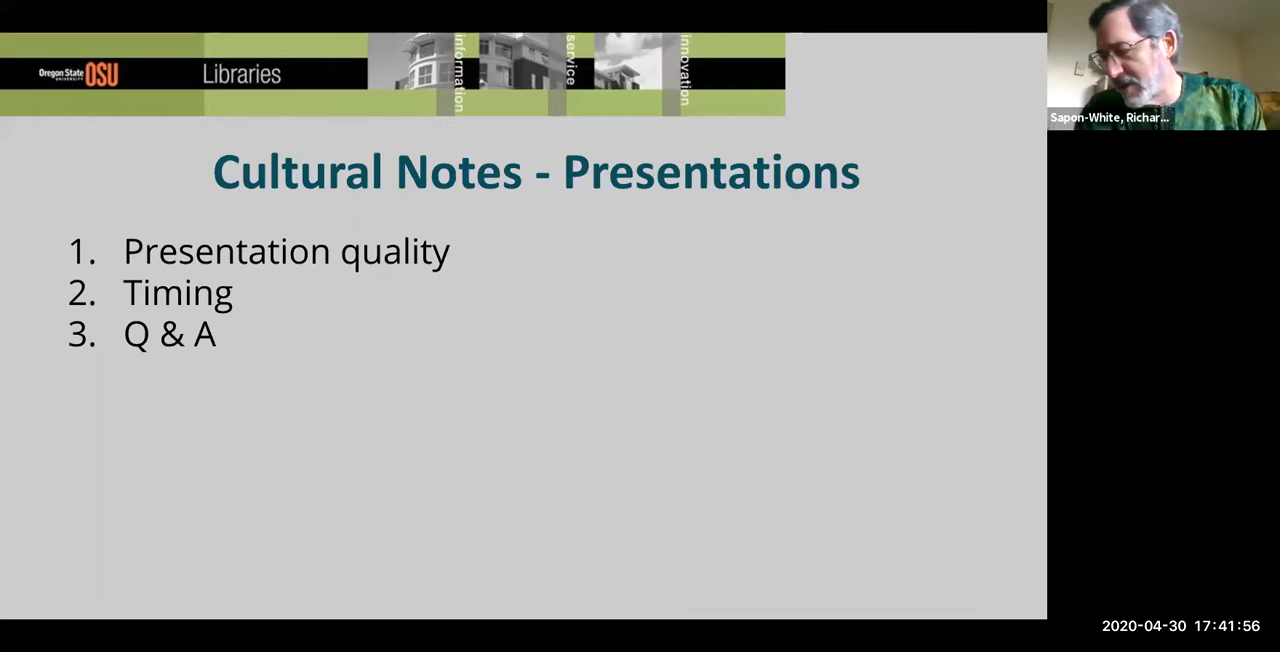 Oregon State
UNIVERSITY
OSU
Libraries
information
service
innovation
Sapon-White, Richar...
Cultural Notes - Presentations
1. Presentation quality
2. Timing
3. Q & A
2020-04-30 17:41:56